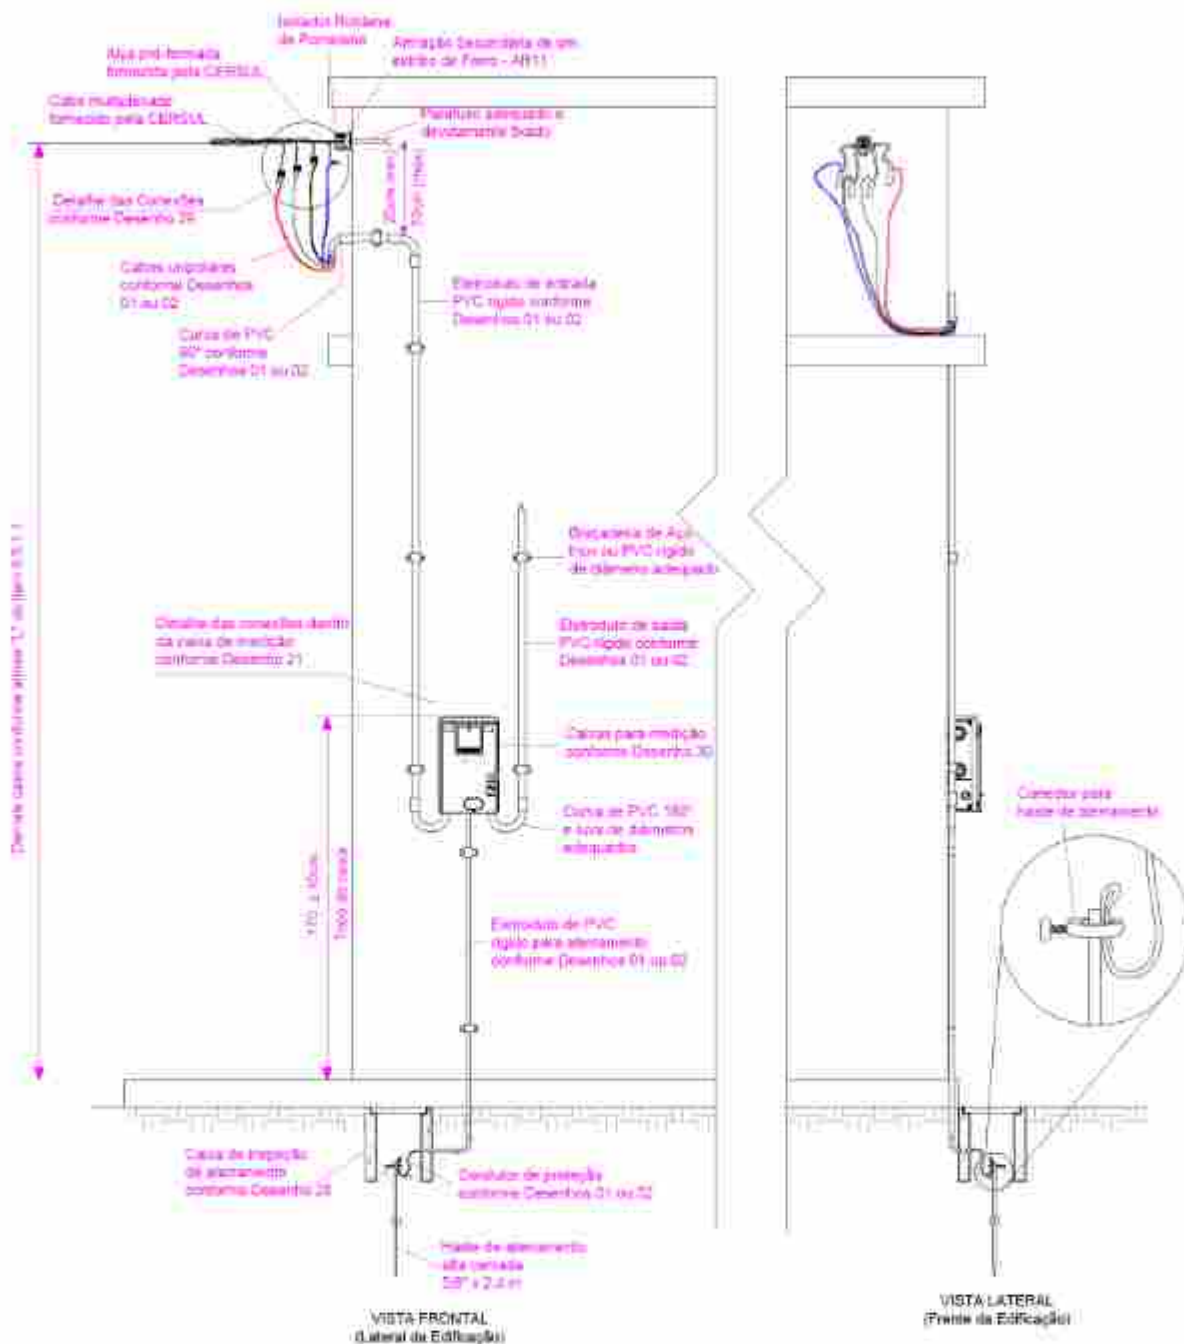 Isolador Roldana
de Porcelana
Alça pré-formada
fornecida pela CERSUL
Armação Secundária de um
estribo de Ferro - AB11
Cabo multiplexado
fornecido pela CERSUL
Parafuso adequado e
devidamente fixado
Detalhe das Conexões
conforme Desenho
Cabos unipolares
conforme Desenhos
01 ou 02
Eletroduto de entrada
PVC rígido conforme
Desenhos 01 ou 02
Curva de PVC
90° conforme
Desenhos 01 ou 02
Braçadeira de Aço
Inox ou PVC rígido
de diâmetro adequado
Detalhe das conexões dentro
da caixa de medição
conforme Desenho 21
Eletroduto de saída
PVC rígido conforme
Desenhos 01 ou 02
Caixas para medição
conforme Desenho 30
Conector para
haste de aterramento
Curva de PVC 180°
e luva de diâmetros
adequados
Topo da caixa
Eletroduto de PVC
rígido para aterramento
conforme Desenhos 01 ou 02
Caixa de inspeção
de aterramento
conforme Desenho
Condutor de proteção
conforme Desenhos 01 ou 02
Haste de aterramento
alta camada
5/8" x 2,4 m
VISTA FRONTAL
(Lateral da Edificação)
VISTA LATERAL
(Frente da Edificação)